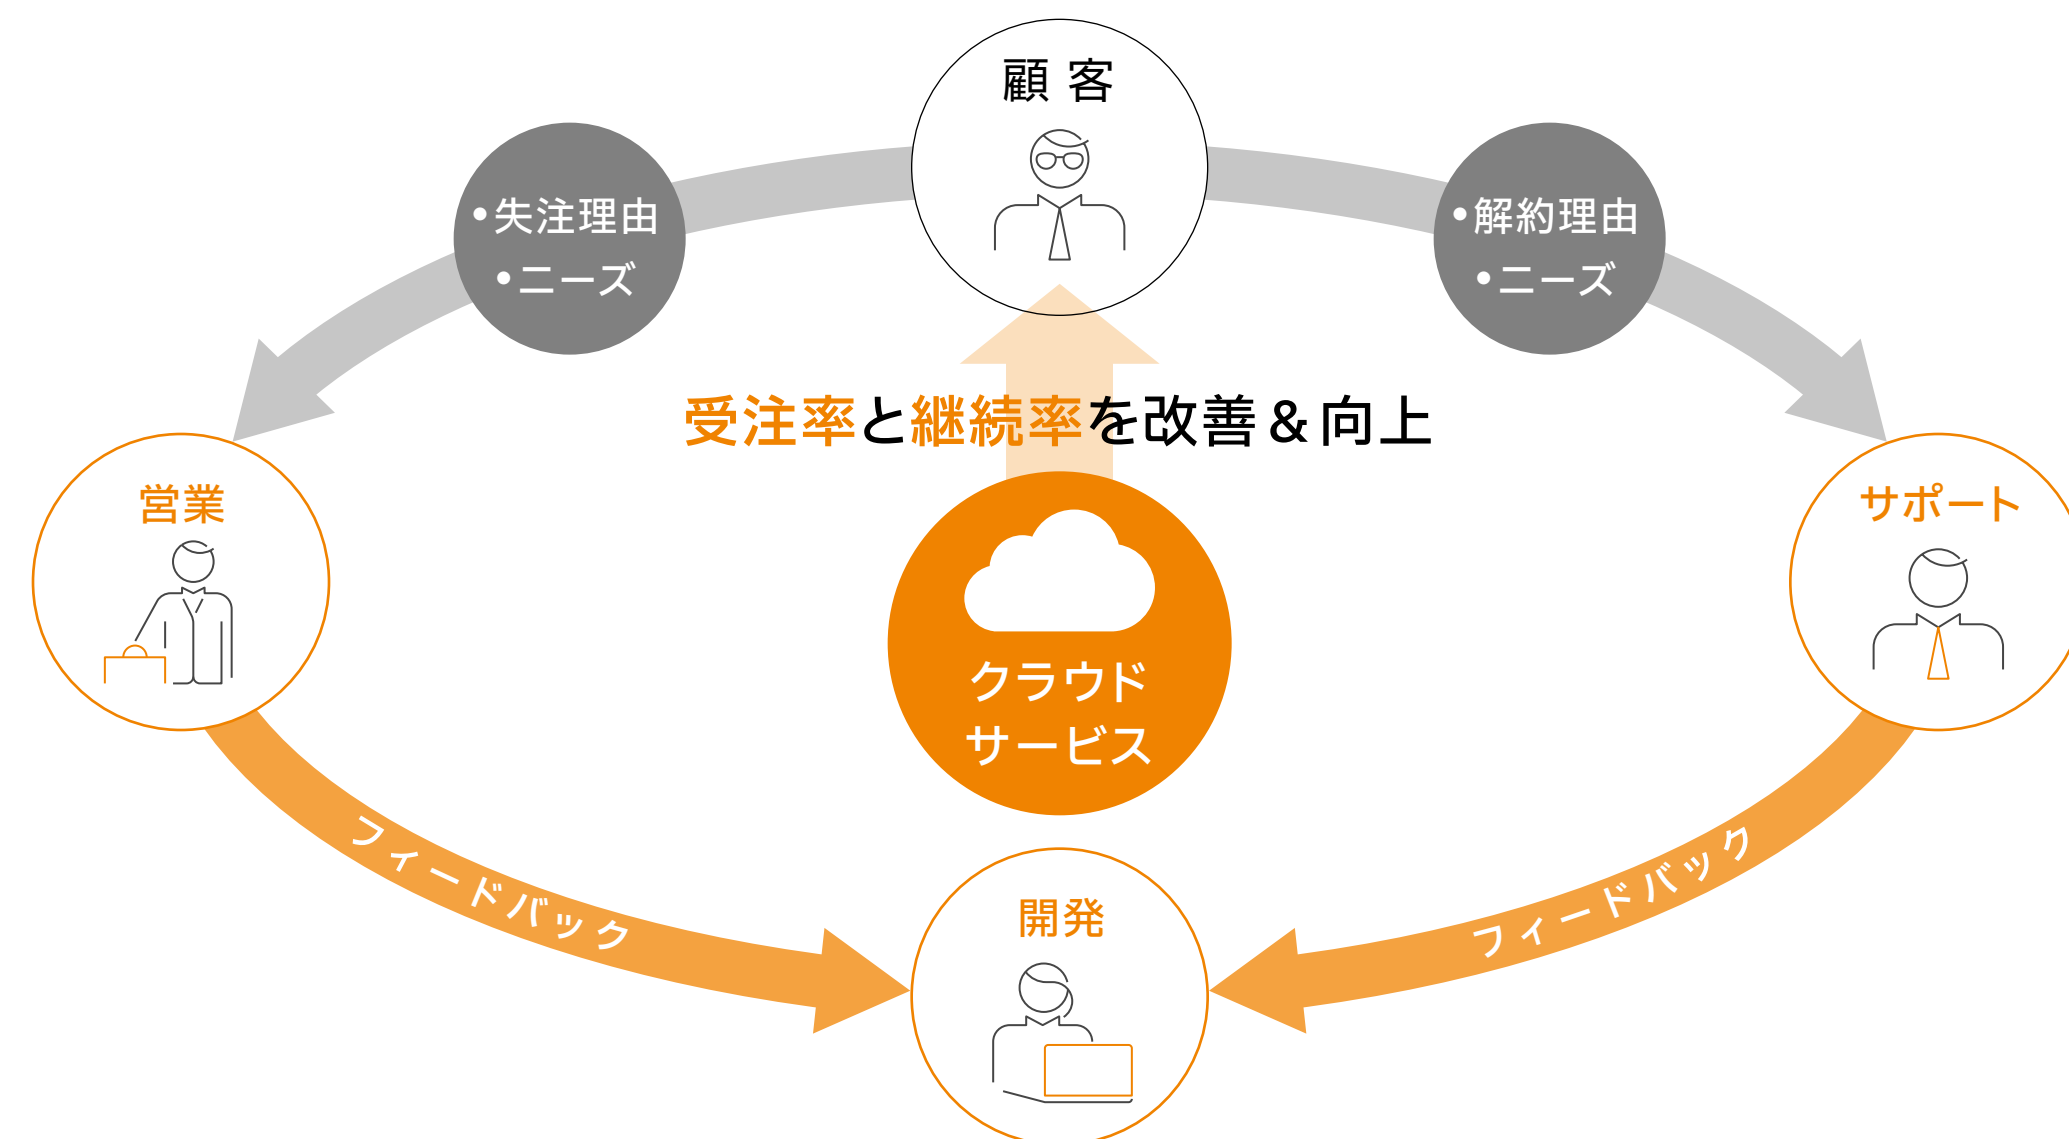 顧客
•失注理由
•ニーズ
•解約理由
•ニーズ
受注率と継続率を改善＆向上
営業
サポート
クラウド
サービス
フィードバック
フィードバック
開発